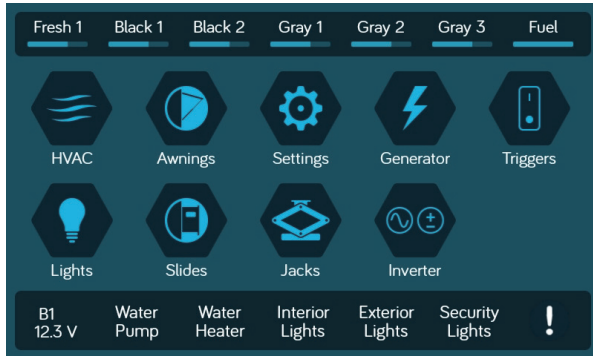 Fresh 1 Black 1 Black 2 Gray 1 Gray 2 Gray 3 Fuel
HVAC Awnings Settings Generator Triggers
Lights Slides Jacks Inverter
B1 Water Water Interior Exterior Security
12.3 V Pump Heater Lights Lights Lights !